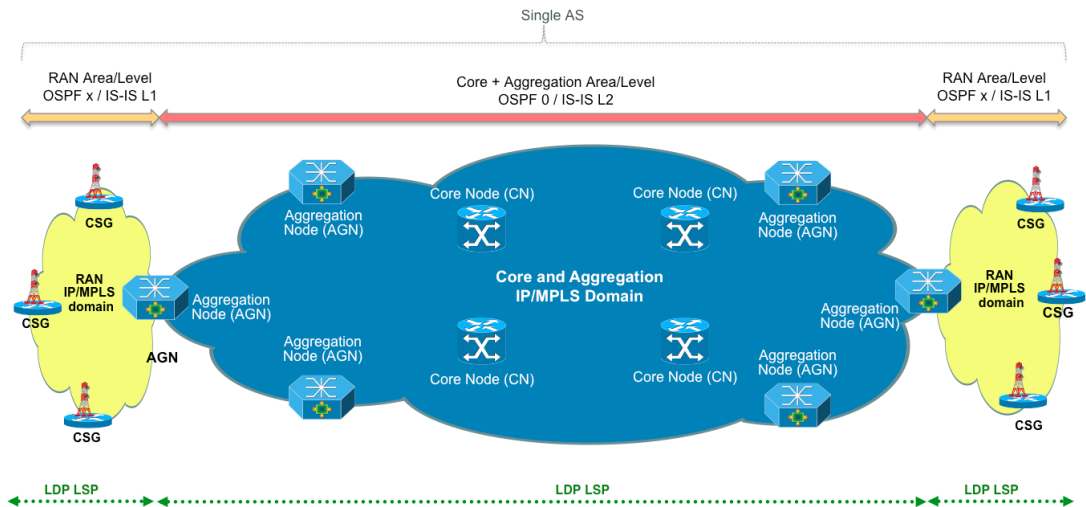 Single AS
RAN Area/Level
OSPF x / IS-IS L1
Core + Aggregation Area/Level
OSPF 0 / IS-IS L2
RAN Area/Level
OSPF x / IS-IS L1
CSG
Aggregation
Node (AGN)
Core Node (CN)
Core Node (CN)
Aggregation
Node (AGN)
CSG
RAN
IP/MPLS
domain
CSG
Aggregation
Node (AGN)
AGN
Core and Aggregation
IP/MPLS Domain
Aggregation
Node (AGN)
RAN
IP/MPLS
domain
CSG
Aggregation
Node (AGN)
Core Node (CN)
Core Node (CN)
Aggregation
Node (AGN)
CSG
CSG
LDP LSP
LDP LSP
LDP LSP